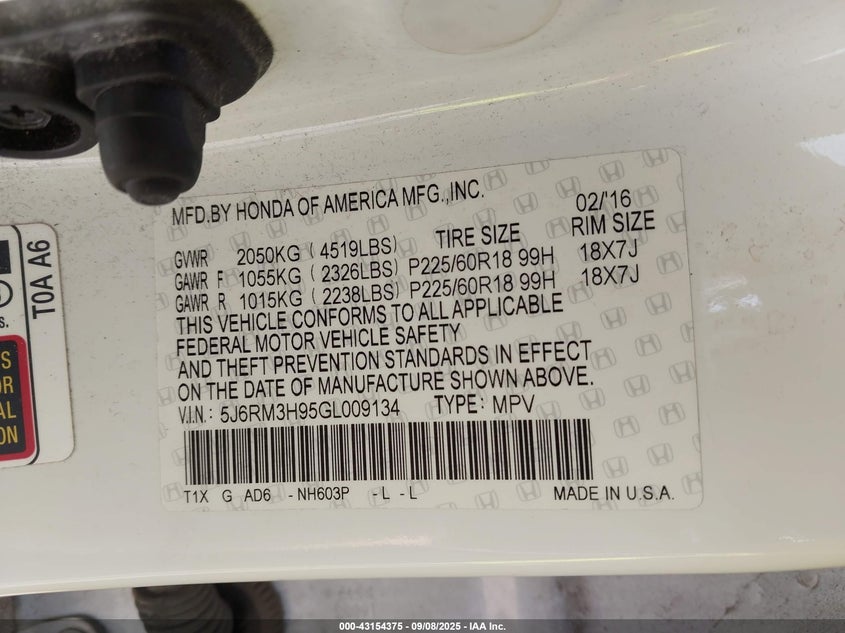 MFD.BY HONDA OF AMERICA MFG.,INC. 02/'16
TIRE SIZE RIM SIZE
GVWR 2050KG ( 4519LBS)
GAWR F 1055KG ( 2326LBS) P225/60R18 99H 18X7J
GAWR R 1015KG ( 2238LBS) P225/60R18 99H 18X7J
THIS VEHICLE CONFORMS TO ALL APPLICABLE
FEDERAL MOTOR VEHICLE SAFETY
AND THEFT PREVENTION STANDARDS IN EFFECT
ON THE DATE OF MANUFACTURE SHOWN ABOVE.
V.I.N.: 5J6RM3H95GL009134 TYPE: MPV
T1X G AD6 -NH603P -L -L MADE IN U.S.A.
T0A A6
000-43154375 - 09/08/2025 - IAA Inc.